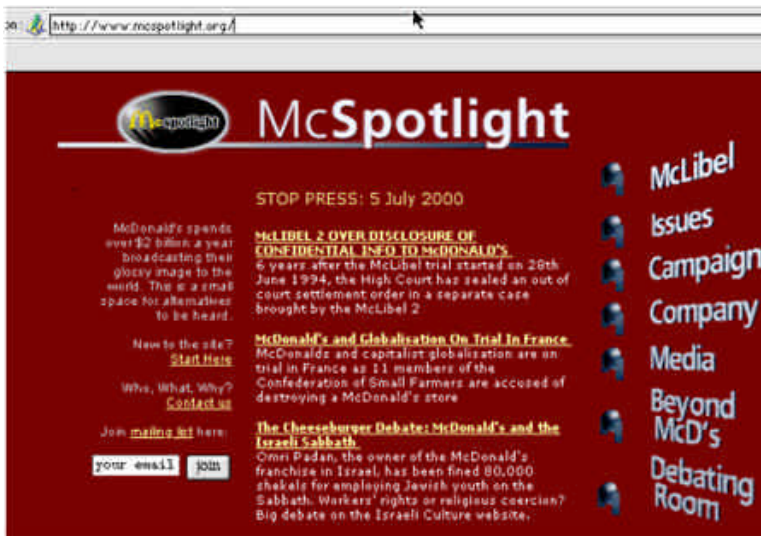 on:
http://www.mcspotlight.org/
Mcspotlight
McSpotlight
STOP PRESS: 5 July 2000
McDonald's spends
over $2 billion a year
broadcasting their
glossy image to the
world. This is a small
space for alternatives
to be heard.
New to the site?
Start Here
Who, What, Why?
Contact us
Join mailing list here:
your email join
McLIBEL 2 OVER DISCLOSURE OF
CONFIDENTIAL INFO TO McDONALD'S
6 years after the McLibel trial started on 28th
June 1994, the High Court has sealed an out of
court settlement order in a separate case
brought by the McLibel 2
McDonald's and Globalisation On Trial In France
McDonalds and capitalist globalisation are on
trial in France as 11 members of the
Confederation of Small Farmers are accused of
destroying a McDonald's store
The Cheeseburger Debate: McDonald's and the
Israeli Sabbath
Omri Padan, the owner of the McDonald's
franchise in Israel, has been fined 80,000
shekels for employing Jewish youth on the
Sabbath. Workers' rights or religious coercion?
Big debate on the Israeli Culture website.
McLibel
Issues
Campaign
Company
Media
Beyond
McD's
Debating
Room